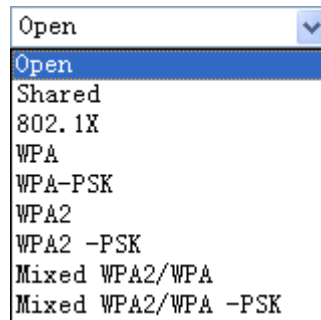 Open
Open
Shared
802.1X
WPA
WPA-PSK
WPA2
WPA2 -PSK
Mixed WPA2/WPA
Mixed WPA2/WPA -PSK